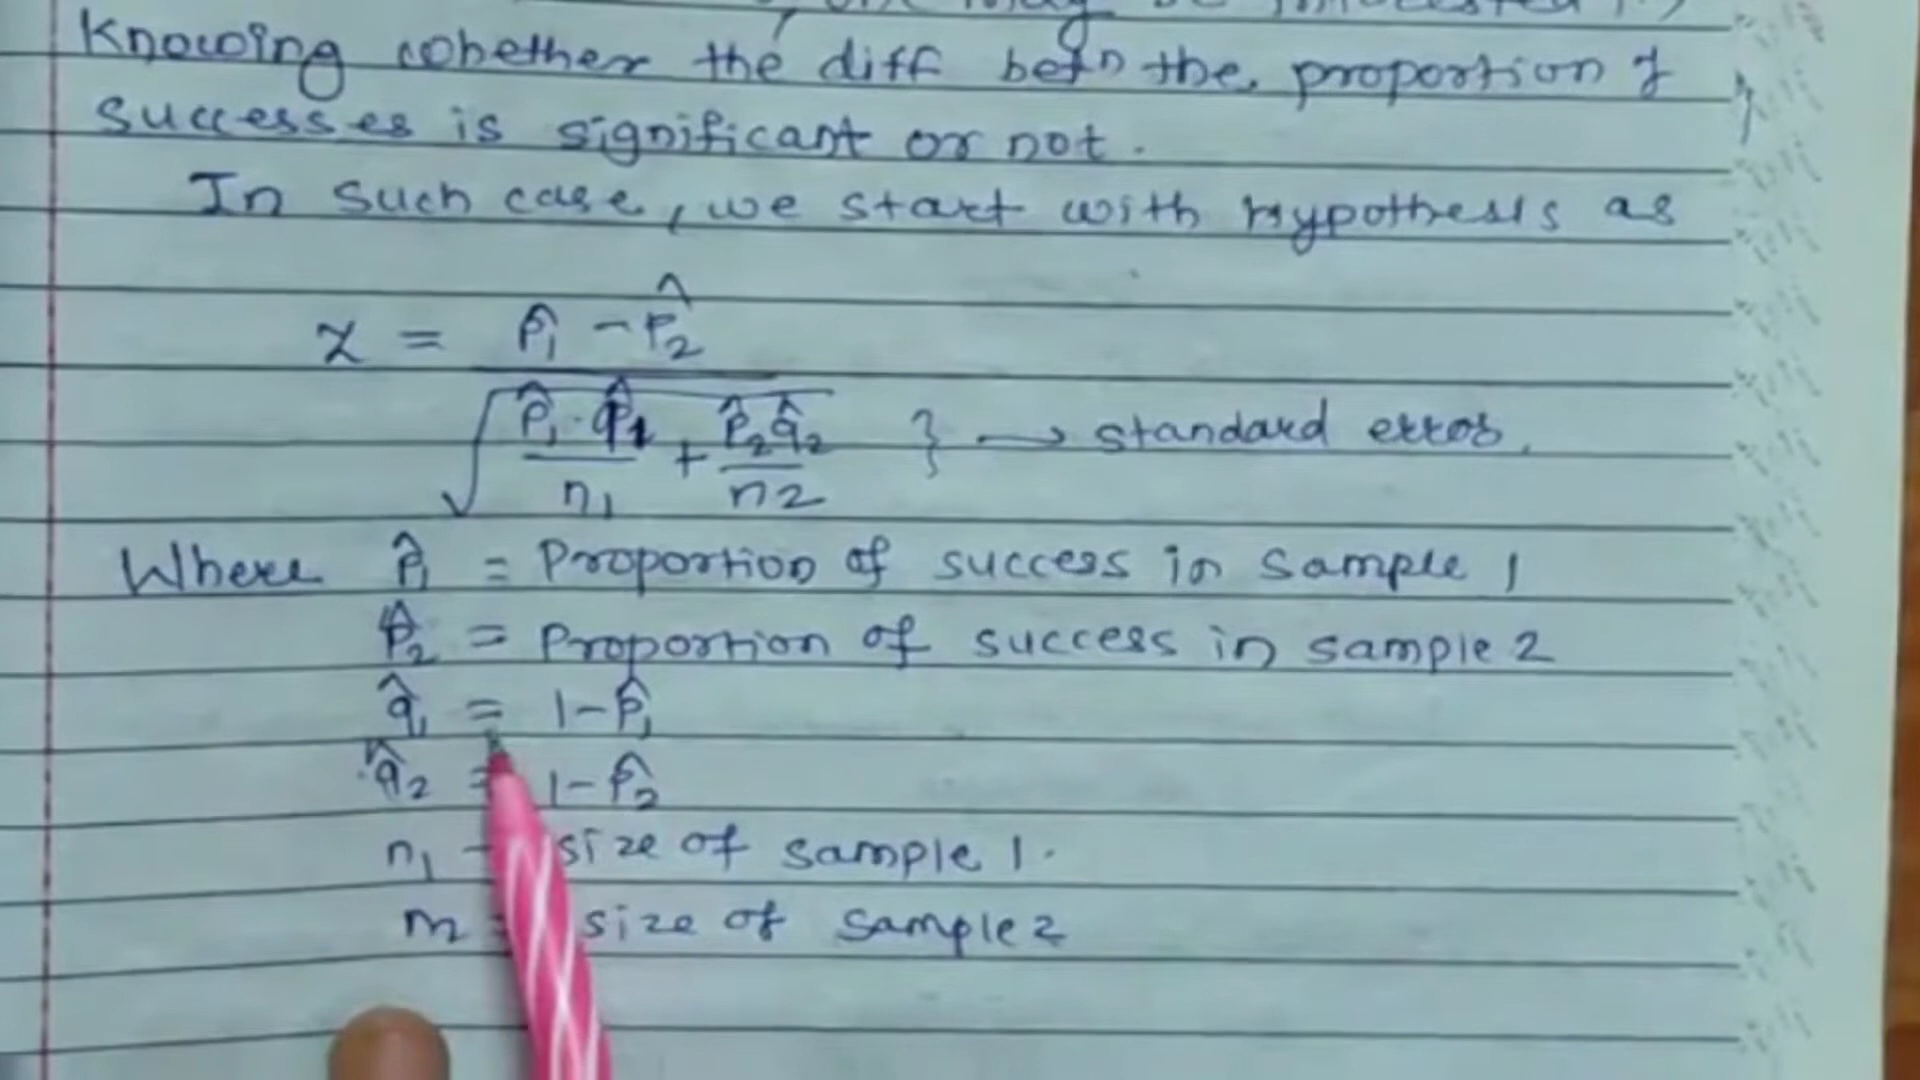 Knowing whether the diff betn the proportion of
successes is significant or not.
In such case, we start with Hypothesis as
z = p̂₁ - p̂₂
√ p̂₁ · q̂₁ / n₁ + p̂₂ q̂₂ / n2 } → standard error.
Where p̂₁ = Proportion of success in sample 1
p̂₂ = Proportion of success in sample 2
q̂₁ = 1 - p̂₁
q̂₂ = 1 - p̂₂
n₁ - size of sample 1.
size of sample 2